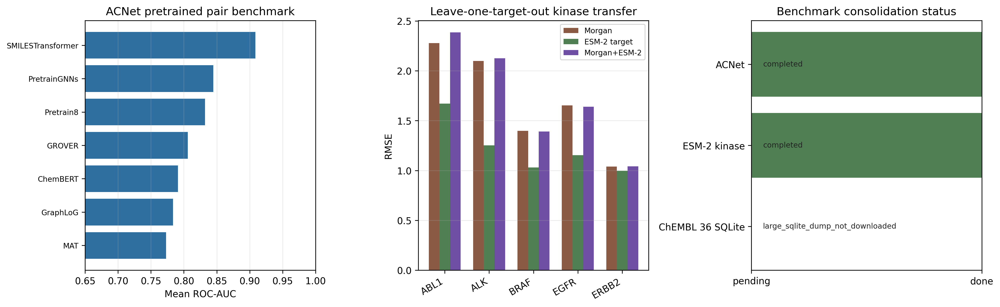 ACNet pretrained pair benchmark
SMILESTransformer
PretrainGNNs
Pretrain8
GROVER
ChemBERT
GraphLoG
MAT
0.65 0.70 0.75 0.80 0.85 0.90 0.95 1.00
Mean ROC-AUC
Leave-one-target-out kinase transfer
RMSE
2.5
2.0
1.5
1.0
0.5
0.0
Morgan
ESM-2 target
Morgan+ESM-2
ABL1 ALK BRAF EGFR ERBB2
Benchmark consolidation status
ACNet completed
ESM-2 kinase completed
ChEMBL 36 SQLite large_sqlite_dump_not_downloaded
pending done